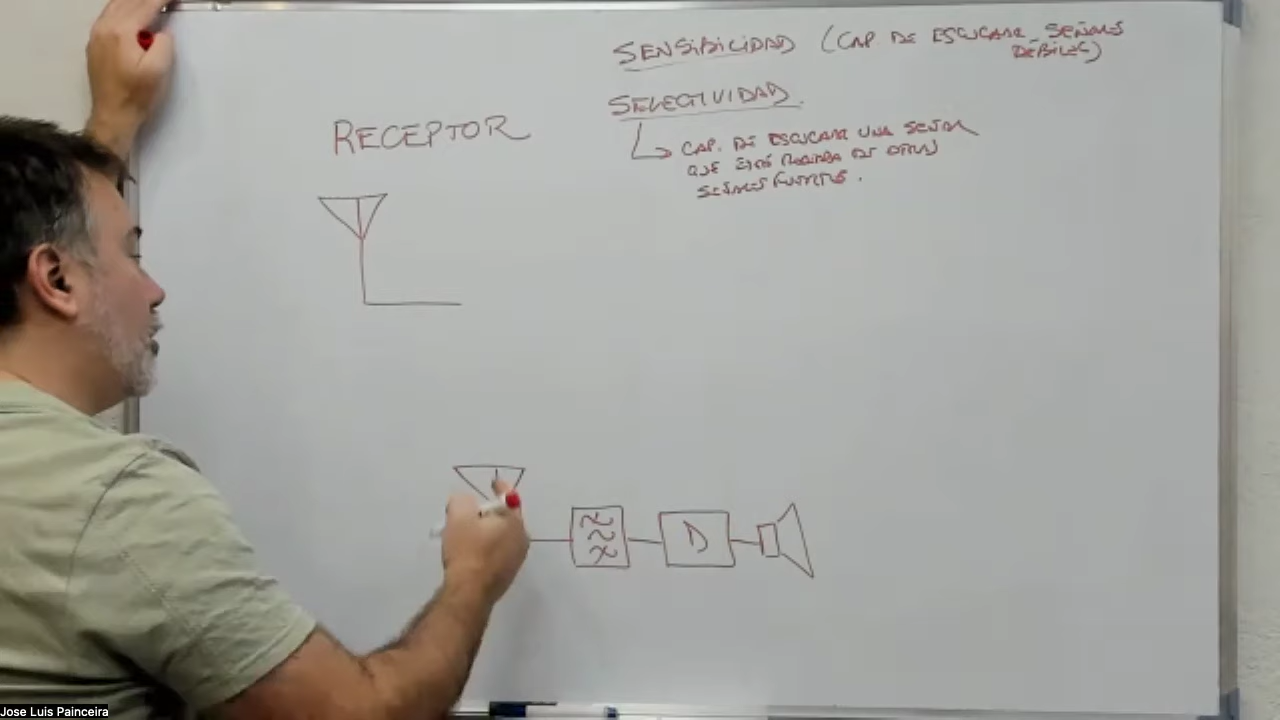 SENSIBILIDAD (CAP DE ESCUCHAR SEÑALES
DEBILES)
SELECTIVIDAD.
CAP. DE ESCUCHAR UNA SEÑAL
QUE ESTÁ RODEADA DE OTRAS
SEÑALES FUERTES.
RECEPTOR
D
Jose Luis Painceira